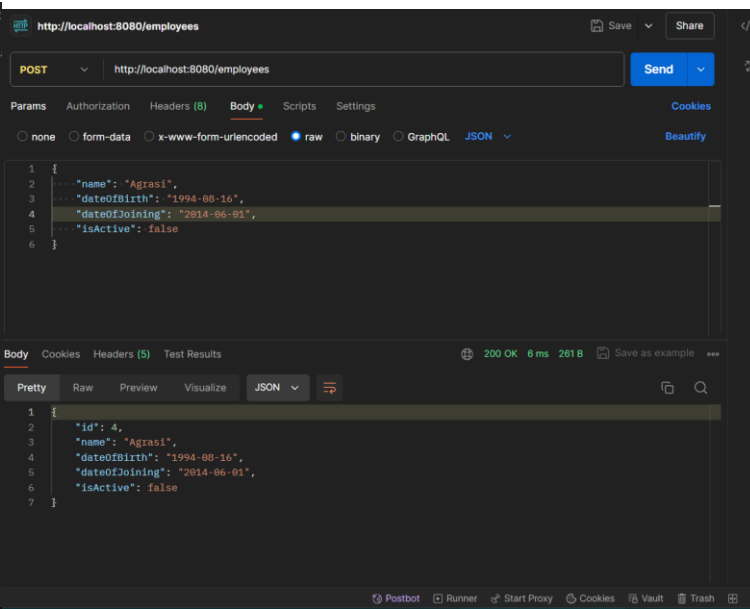 HTTP http://localhost:8080/employees Save Share
POST http://localhost:8080/employees Send
Params Authorization Headers (8) Body Scripts Settings Cookies
none form-data x-www-form-urlencoded raw binary GraphQL JSON Beautify
1 {
2 ····"name":·"Agrasi",
3 ····"dateOfBirth":·"1994-08-16",
4 ····"dateOfJoining":·"2014-06-01",
5 ····"isActive":·false
6 }
Body Cookies Headers (5) Test Results 200 OK 6 ms 261 B Save as example
Pretty Raw Preview Visualize JSON
1 {
2 "id": 4,
3 "name": "Agrasi",
4 "dateOfBirth": "1994-08-16",
5 "dateOfJoining": "2014-06-01",
6 "isActive": false
7 }
Postbot Runner Start Proxy Cookies Vault Trash